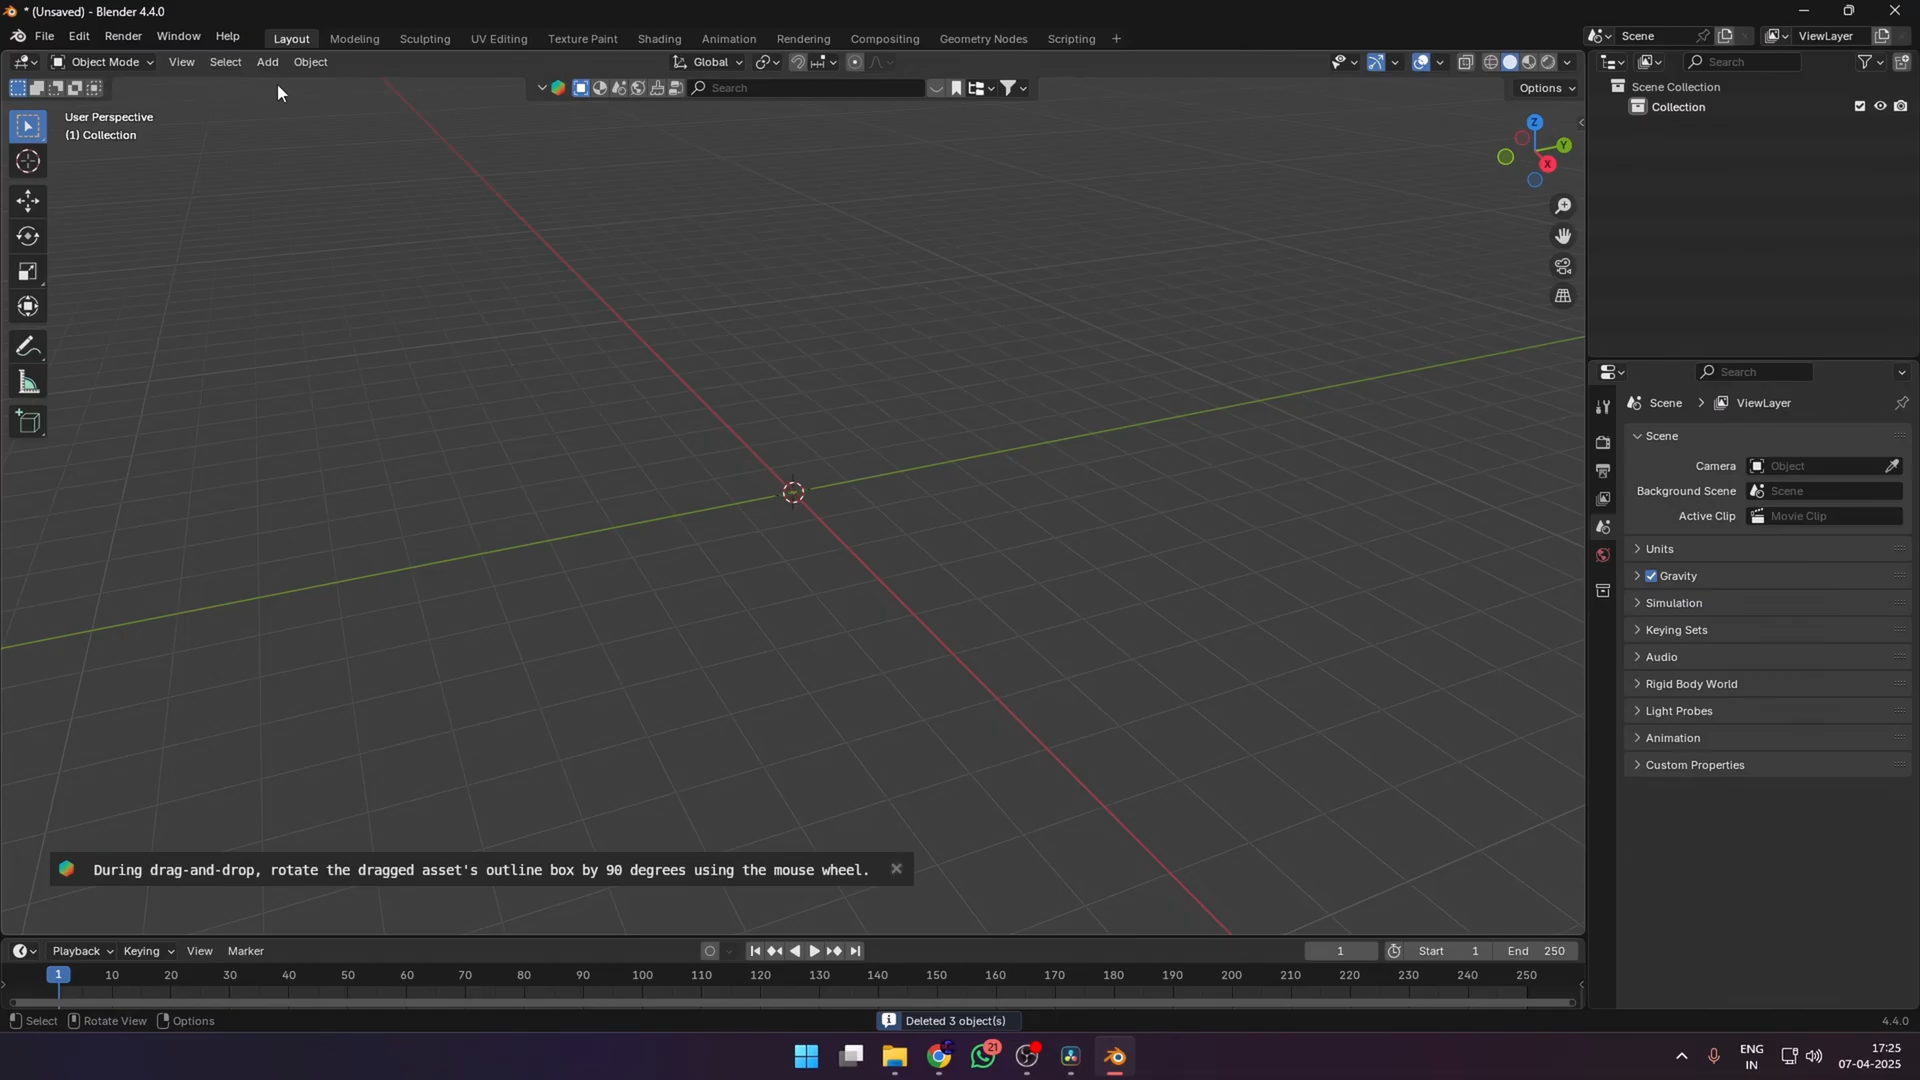 * (Unsaved) - Blender 4.4.0
File Edit Render Window Help Layout Modeling Sculpting UV Editing Texture Paint Shading Animation Rendering Compositing Geometry Nodes Scripting + Scene ViewLayer
Object Mode View Select Add Object Global Search
Search Options
User Perspective
(1) Collection
Z
Y
X
Scene Collection
Collection
Search
Scene > ViewLayer
Scene
Camera Object
Background Scene Scene
Active Clip Movie Clip
Units
Gravity
Simulation
Keying Sets
Audio
Rigid Body World
Light Probes
Animation
Custom Properties
During drag-and-drop, rotate the dragged asset's outline box by 90 degrees using the mouse wheel.
Playback Keying View Marker 1 Start 1 End 250
1 10 20 30 40 50 60 70 80 90 100 110 120 130 140 150 160 170 180 190 200 210 220 230 240 250
Select Rotate View Options Deleted 3 object(s) 4.4.0
21
ENG
IN
17:25
07-04-2025